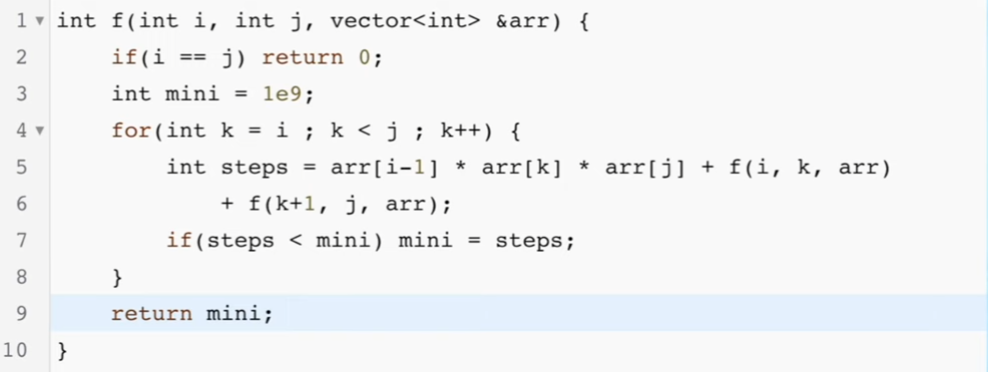 1 int f(int i, int j, vector<int> &arr) {
2     if(i == j) return 0;
3     int mini = 1e9;
4     for(int k = i ; k < j ; k++) {
5         int steps = arr[i-1] * arr[k] * arr[j] + f(i, k, arr)
6             + f(k+1, j, arr);
7         if(steps < mini) mini = steps;
8     }
9     return mini;
10 }